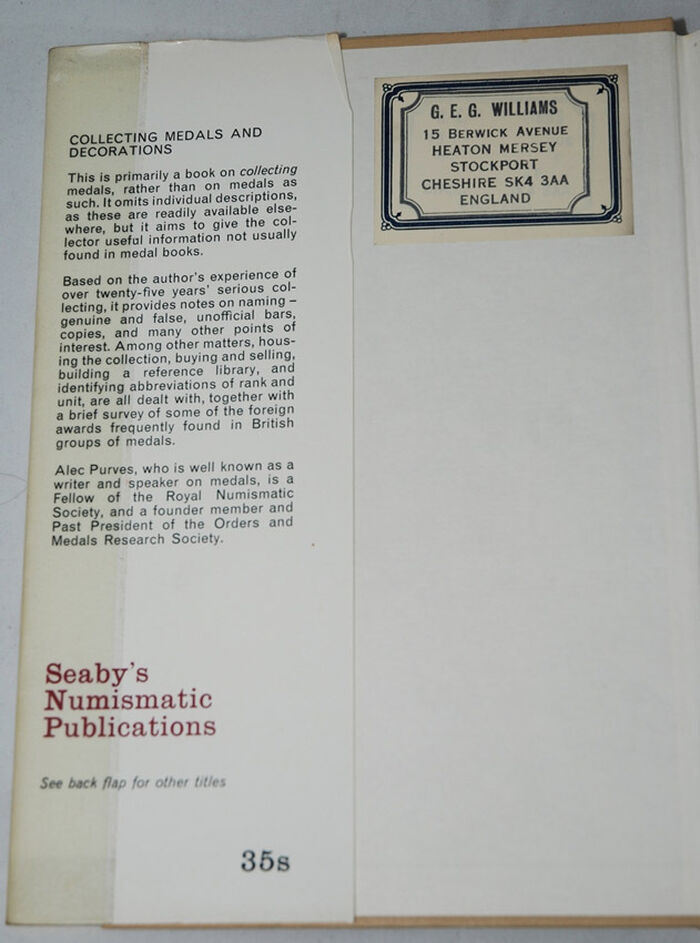 COLLECTING MEDALS AND
DECORATIONS
This is primarily a book on collecting
medals, rather than on medals as
such. It omits individual descriptions,
as these are readily available else-
where, but it aims to give the col-
lector useful information not usually
found in medal books.
Based on the author's experience of
over twenty-five years' serious col-
lecting, it provides notes on naming –
genuine and false, unofficial bars,
copies, and many other points of
interest. Among other matters, hous-
ing the collection, buying and selling,
building a reference library, and
identifying abbreviations of rank and
unit, are all dealt with, together with
a brief survey of some of the foreign
awards frequently found in British
groups of medals.
Alec Purves, who is well known as a
writer and speaker on medals, is a
Fellow of the Royal Numismatic
Society, and a founder member and
Past President of the Orders and
Medals Research Society.
Seaby's
Numismatic
Publications
See back flap for other titles
35s
G. E. G. WILLIAMS
15 BERWICK AVENUE
HEATON MERSEY
STOCKPORT
CHESHIRE SK4 3AA
ENGLAND